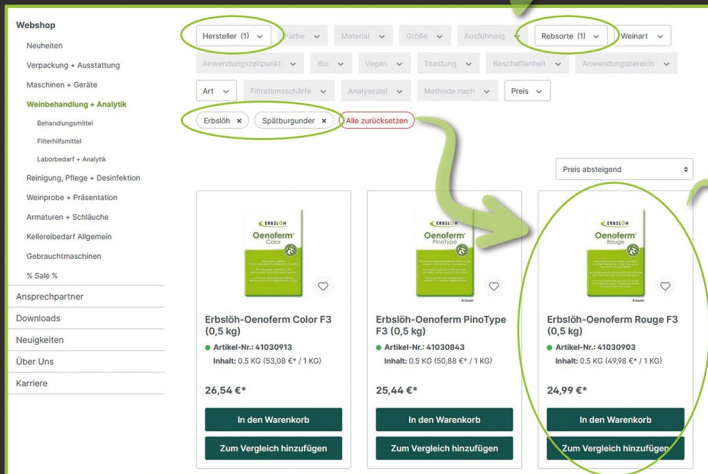 Webshop
Neuheiten
Verpackung + Ausstattung
Maschinen + Geräte
Weinbehandlung + Analytik
Behandlungsmittel
Filterhilfsmittel
Laborbedarf + Analytik
Reinigung, Pflege + Desinfektion
Weinprobe + Präsentation
Armaturen + Schläuche
Kellereibedarf Allgemein
Gebrauchtmaschinen
% Sale %
Ansprechpartner
Downloads
Neuigkeiten
Über Uns
Karriere
Hersteller (1) Farbe Material Größe Ausführung Rebsorte (1) Weinart
Anwendungszeitpunkt Bio Vegan Toastung Beschaffenheit Anwendungsbereich
Art Filtrationsschärfe Analyseziel Methode nach Preis
Erbslöh × Spätburgunder × Alle zurücksetzen
Preis absteigend
ERBSLÖH
Oenoferm
Color
Erbslöh-Oenoferm Color F3
(0,5 kg)
Artikel-Nr.: 41030913
Inhalt: 0.5 KG (53,08 €* / 1 KG)
26,54 €*
In den Warenkorb
Zum Vergleich hinzufügen
ERBSLÖH
Oenoferm
PinoType
Erbslöh-Oenoferm PinoType
F3 (0,5 kg)
Artikel-Nr.: 41030843
Inhalt: 0.5 KG (50,88 €* / 1 KG)
25,44 €*
In den Warenkorb
Zum Vergleich hinzufügen
ERBSLÖH
Oenoferm
Rouge
Erbslöh-Oenoferm Rouge F3
(0,5 kg)
Artikel-Nr.: 41030903
Inhalt: 0.5 KG (49,98 €* / 1 KG)
24,99 €*
In den Warenkorb
Zum Vergleich hinzufügen